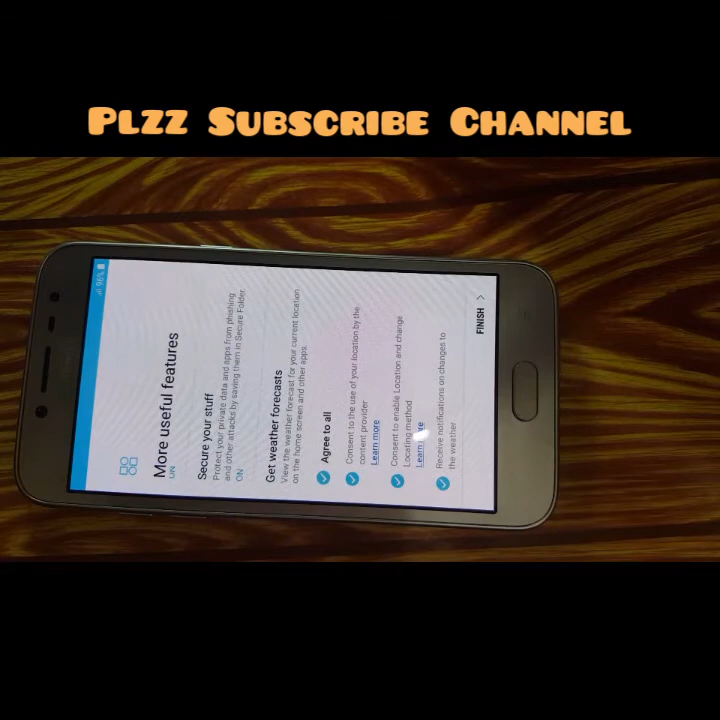 Plzz Subscribe Channel
96%
More useful features
ON
Secure your stuff
Protect your private data and apps from phishing
and other attacks by saving them in Secure Folder.
ON
Get weather forecasts
View the weather forecast for your current location
on the home screen and other apps.
Agree to all
Consent to the use of your location by the
content provider
Learn more
Consent to enable Location and change
Locating method
Learn
Receive notifications on changes to
the weather
FINISH >